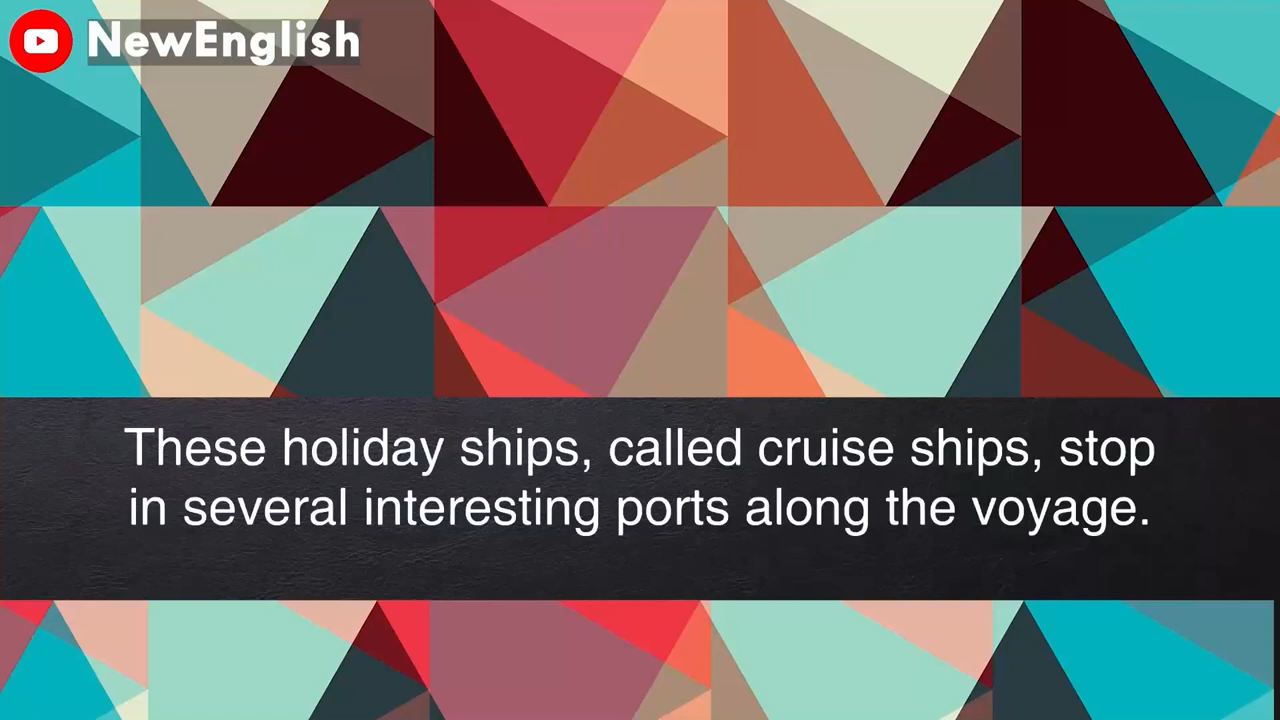 NewEnglish
These holiday ships, called cruise ships, stop
in several interesting ports along the voyage.